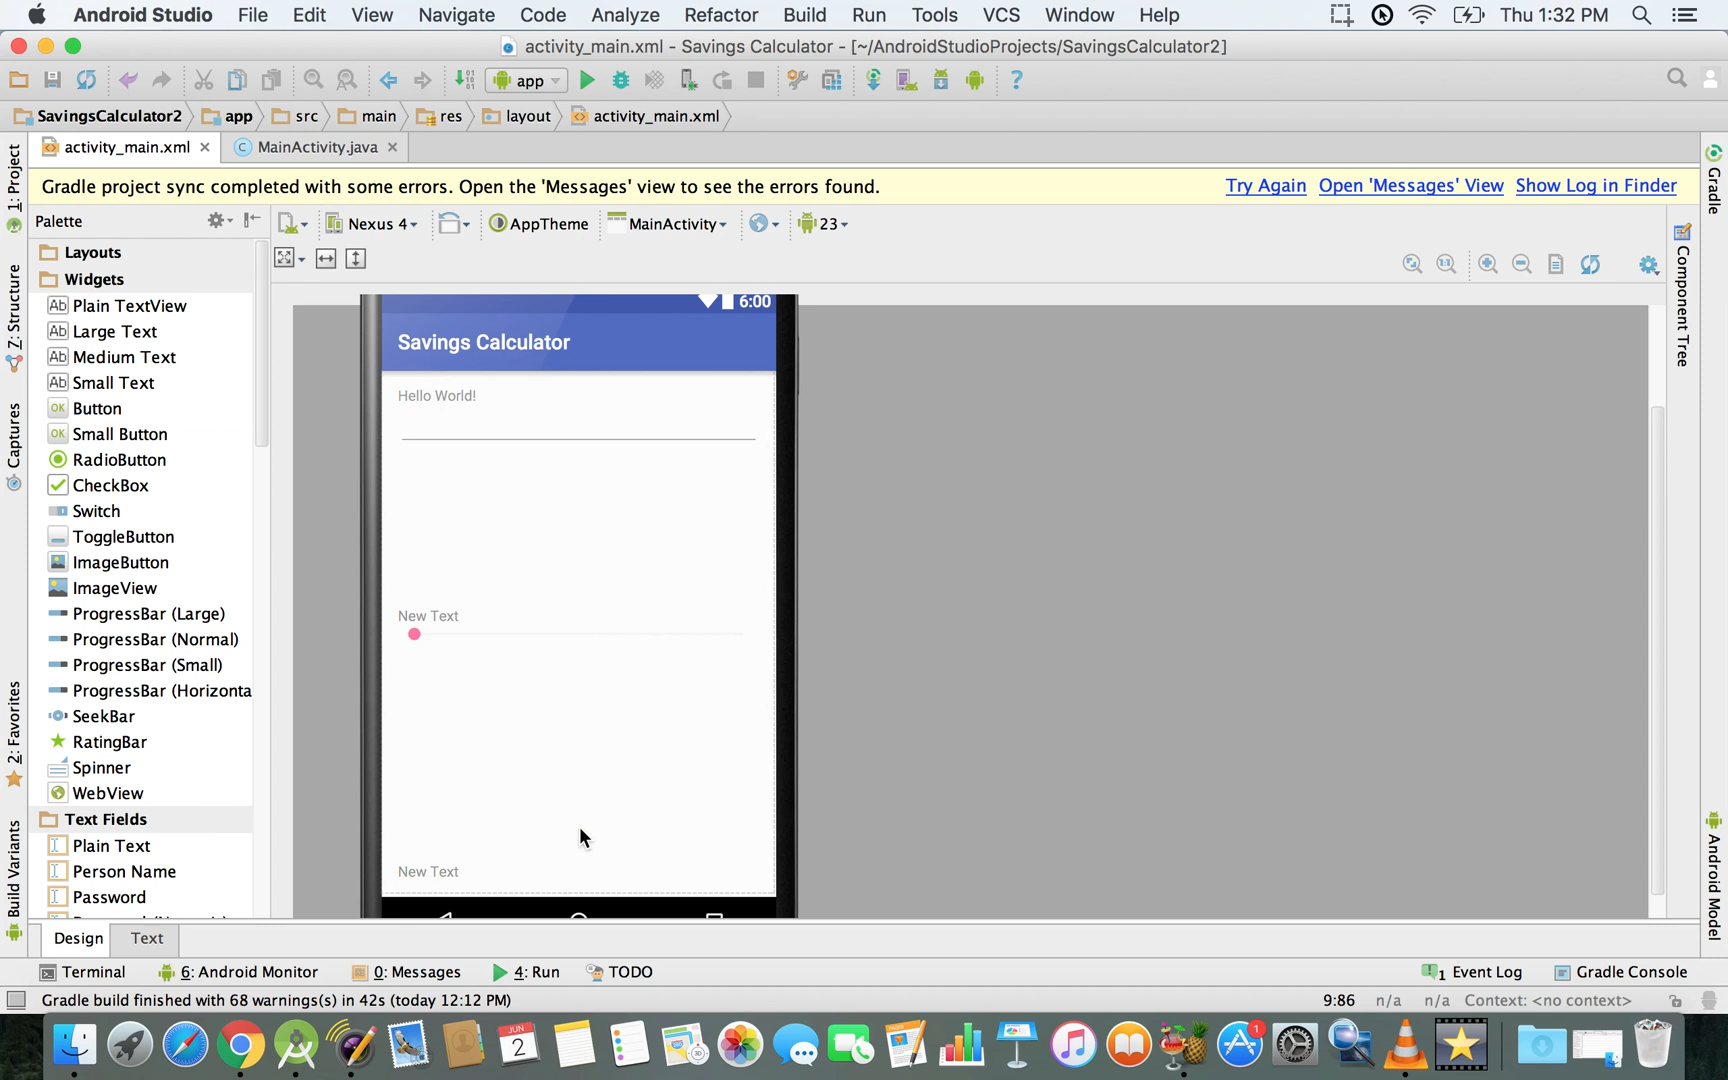 Android Studio File Edit View Navigate Code Analyze Refactor Build Run Tools VCS Window Help Thu 1:32 PM
activity_main.xml - Savings Calculator - [~/AndroidStudioProjects/SavingsCalculator2]
app
SavingsCalculator2 app src main res layout activity_main.xml
activity_main.xml MainActivity.java
Gradle project sync completed with some errors. Open the 'Messages' view to see the errors found. Try Again Open 'Messages' View Show Log in Finder
Palette
Nexus 4 AppTheme MainActivity 23
Layouts
Widgets
Plain TextView
Large Text
Medium Text
Small Text
Button
Small Button
RadioButton
CheckBox
Switch
ToggleButton
ImageButton
ImageView
ProgressBar (Large)
ProgressBar (Normal)
ProgressBar (Small)
ProgressBar (Horizonta
SeekBar
RatingBar
Spinner
WebView
Text Fields
Plain Text
Person Name
Password
1: Project
7: Structure
Captures
2: Favorites
Build Variants
6:00
Savings Calculator
Hello World!
New Text
New Text
Gradle
Component Tree
Android Model
Design Text
Terminal 6: Android Monitor 0: Messages 4: Run TODO 1 Event Log Gradle Console
Gradle build finished with 68 warnings(s) in 42s (today 12:12 PM) 9:86 n/a n/a Context: <no context>
JUN
2
1